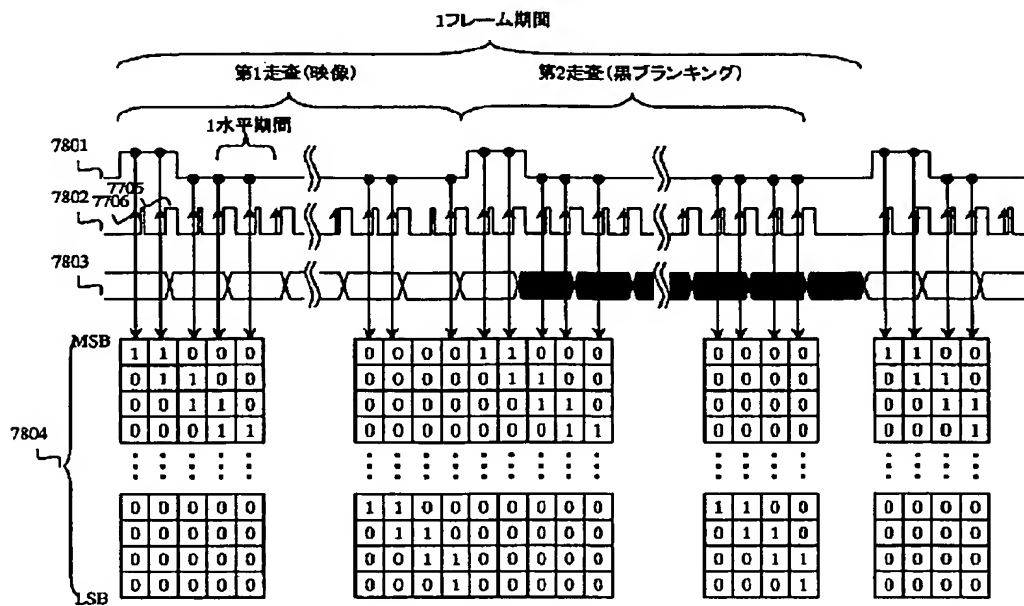 1フレーム期間
第1走査(映像)
第2走査(黒ブランキング)
1水平期間
7801
7705
7802
7706
7803
MSB
1 1 0 0 0 0 0 0 0 1 1 0 0 0 0 0 0 0 1 1 0 0
0 1 1 0 0 0 0 0 0 0 1 1 0 0 0 0 0 0 0 1 1 0
0 0 1 1 0 0 0 0 0 0 0 1 1 0 0 0 0 0 0 0 1 1
0 0 0 1 1 0 0 0 0 0 0 0 1 1 0 0 0 0 0 0 0 1
7804
0 0 0 0 0 1 1 0 0 0 0 0 0 0 1 1 0 0 0 0 0 0
0 0 0 0 0 0 1 1 0 0 0 0 0 0 0 1 1 0 0 0 0 0
0 0 0 0 0 0 0 1 1 0 0 0 0 0 0 0 1 1 0 0 0 0
0 0 0 0 0 0 0 0 1 0 0 0 0 0 0 0 0 1 0 0 0 0
LSB